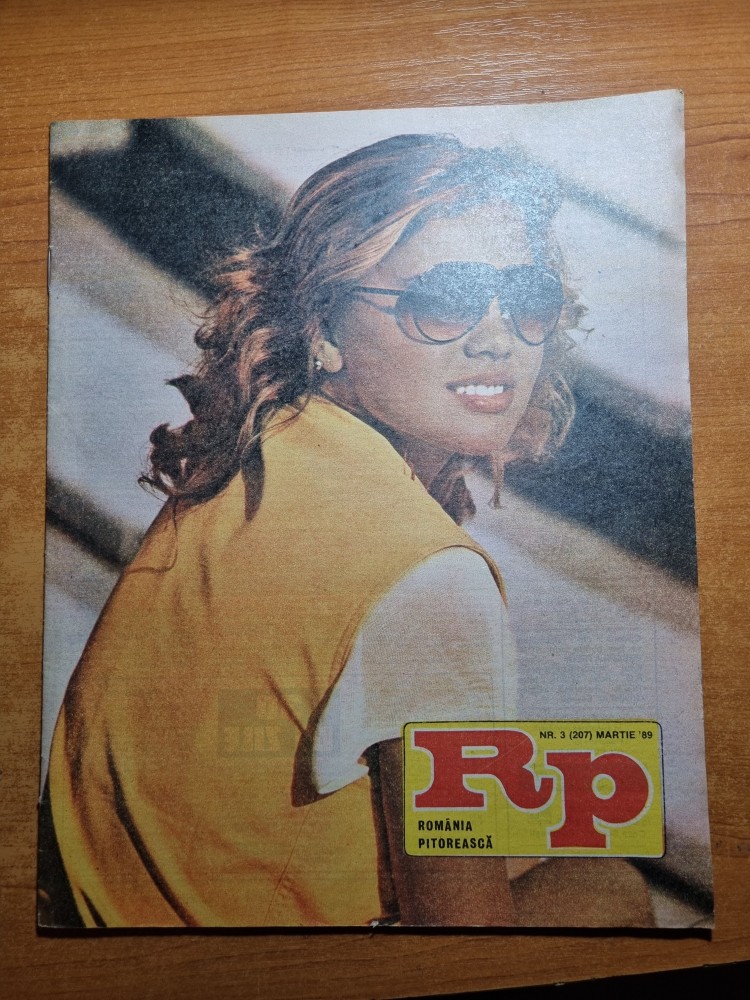 NR. 3 (207) MARTIE '89
Rp
ROMÂNIA
PITOREASCĂ